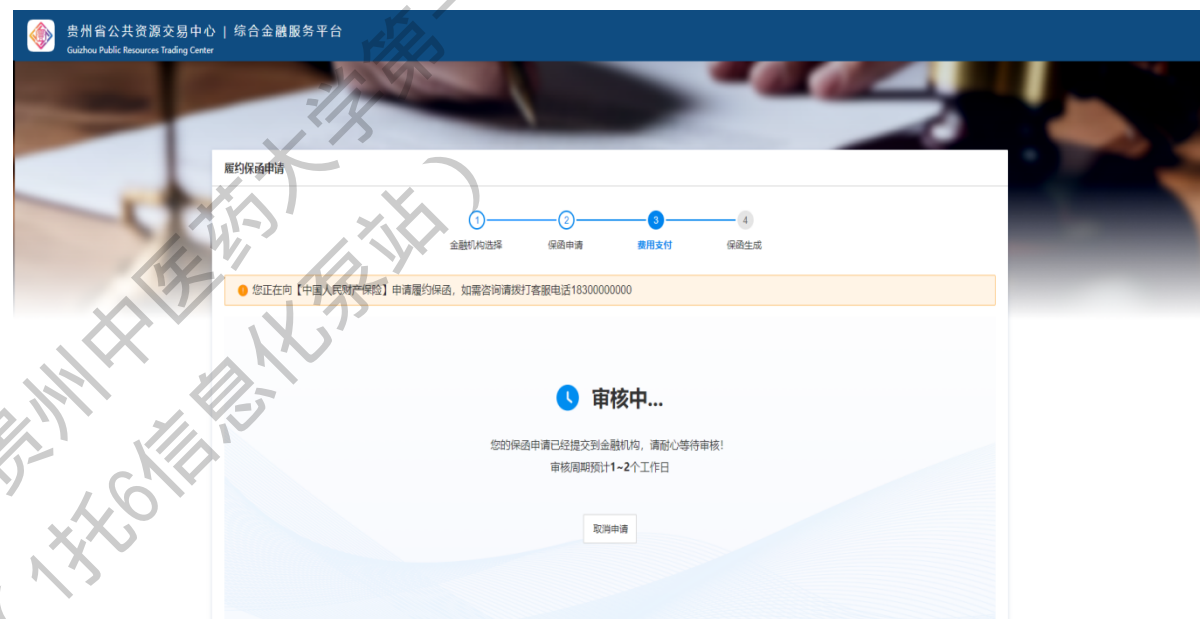 贵州省公共资源交易中心 | 综合金融服务平台
Guizhou Public Resources Trading Center
履约保函申请
1 2 3 4
金融机构选择 保函申请 费用支付 保函生成
您正在向【中国人民财产保险】申请履约保函，如需咨询请拨打客服电话18300000000
审核中...
您的保函申请已经提交到金融机构，请耐心等待审核！
审核周期预计1~2个工作日
取消申请
贵州中医药大学第一
信息化泵站）